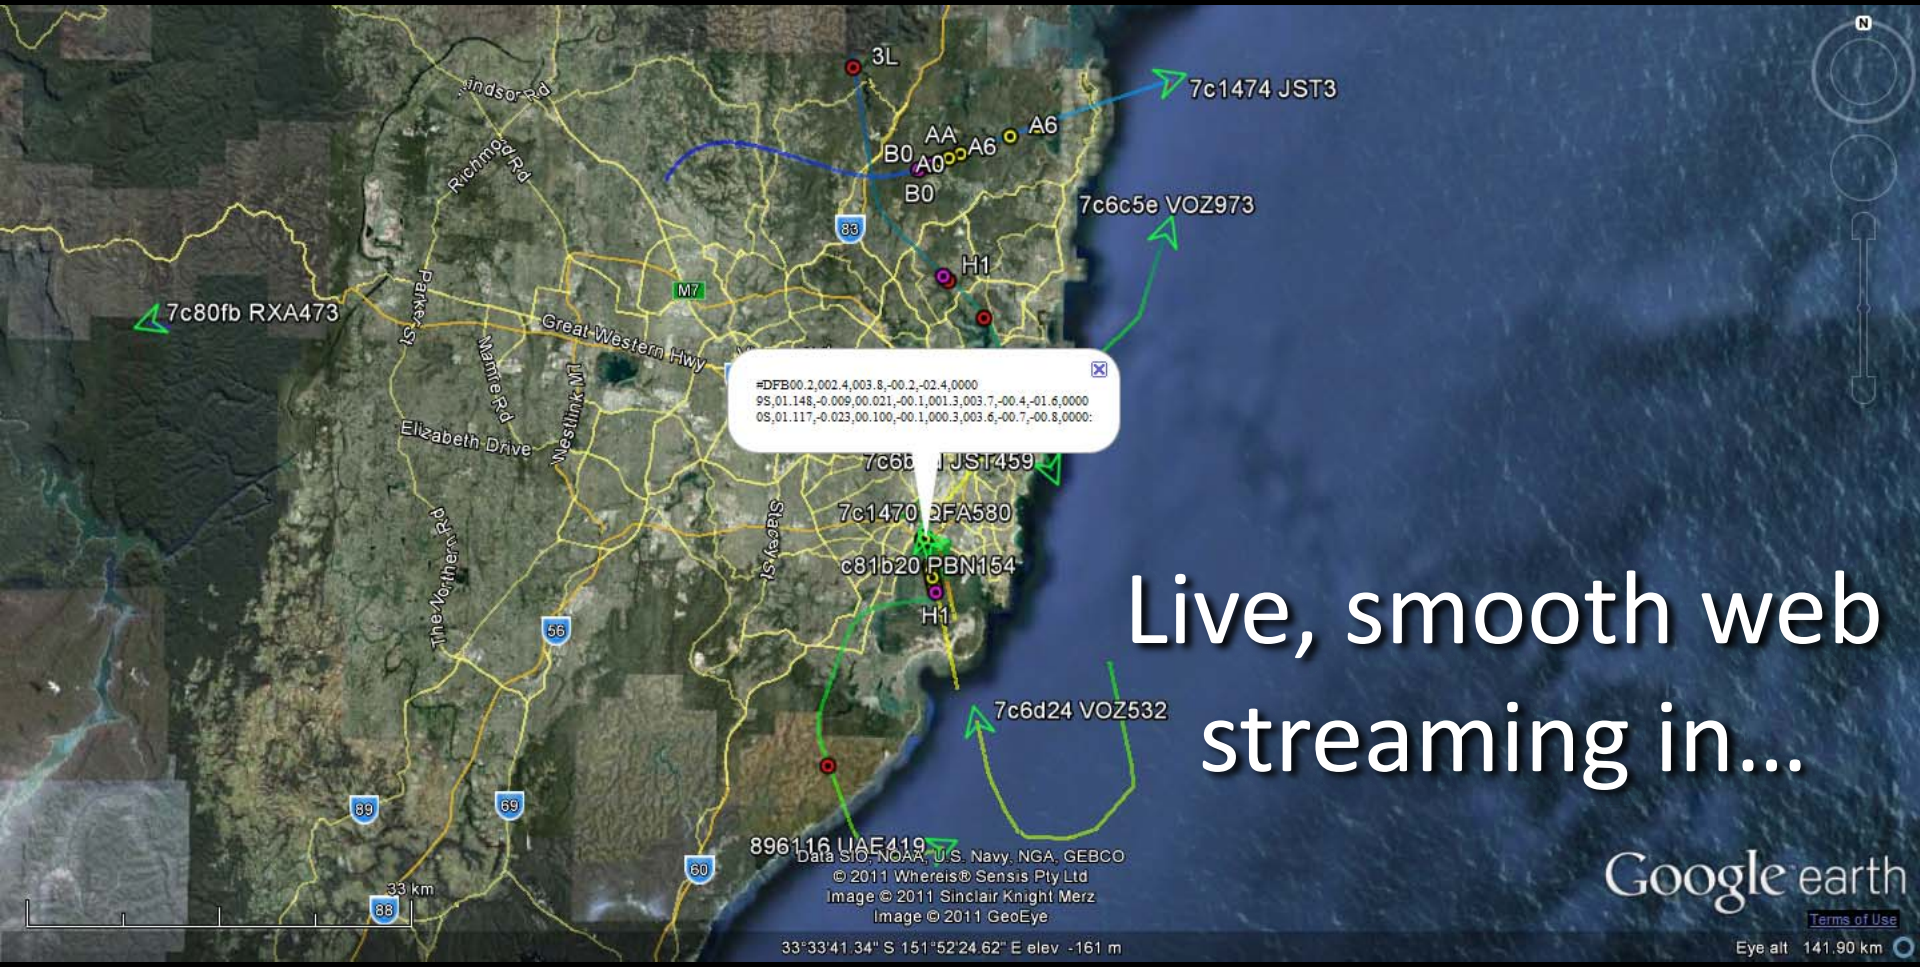 N
3L
...indsor Rd
7c1474 JST3
A6
AA
A6
B0
A0
B0
Richmond Rd
7c6c5e VOZ973
83
H1
M7
Parker St
7c80fb RXA473
Great Western Hwy
Mamre Rd
Westlink M7
#DFB00.2,002.4,003.8,-00.2,-02.4,0000
9S,01.148,-0.009,00.021,-00.1,001.3,003.7,-00.4,-01.6,0000
0S,01.117,-0.023,00.100,-00.1,000.3,003.6,-00.7,-00.8,0000:
Elizabeth Drive
JST459
Stacey St
7c1470 QFA580
The Northern Rd
c81b20 PBN154
H1
56
Live, smooth web
streaming in...
7c6d24 VOZ532
89
69
60
88
896116 UAE419
Data SIO, NOAA, U.S. Navy, NGA, GEBCO
© 2011 Whereis® Sensis Pty Ltd
Image © 2011 Sinclair Knight Merz
Image © 2011 GeoEye
33 km
Google earth
Terms of Use
33°33'41.34" S 151°52'24.62" E elev -161 m
Eye alt 141.90 km